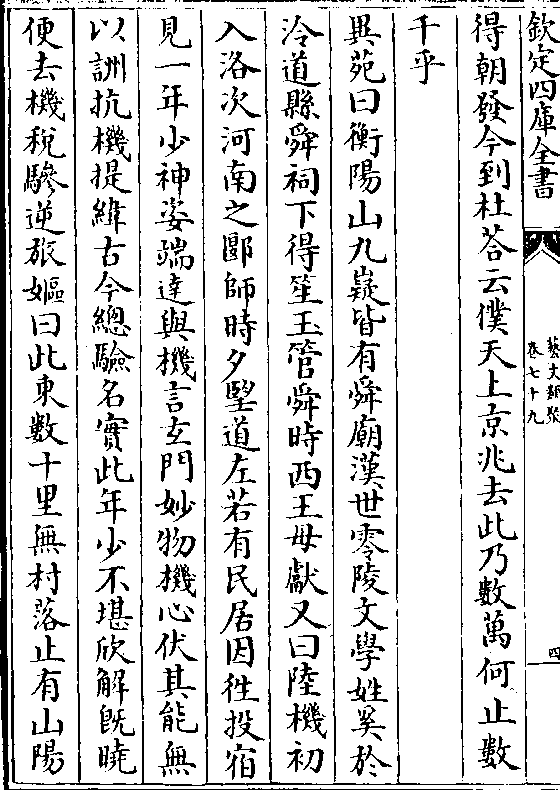 欽定四庫全書
藝文類聚
卷七十九
四
得朝發今到杜荅云僕天上京兆去此乃數萬何止數
千乎
異苑曰衡陽山九嶷皆有舜廟漢世零陵文學姓奚於
泠道縣舜祠下得笙玉管舜時西王母獻又曰陸機初
入洛次河南之郾師時夕望道左若有民居因徃投宿
見一年少神姿端逹與機言玄門妙物機心伏其能無
以詶抗機提緯古今總驗名實此年少不堪欣解旣曉
便去機稅驂逆旅嫗曰此東數十里無村落止有山陽